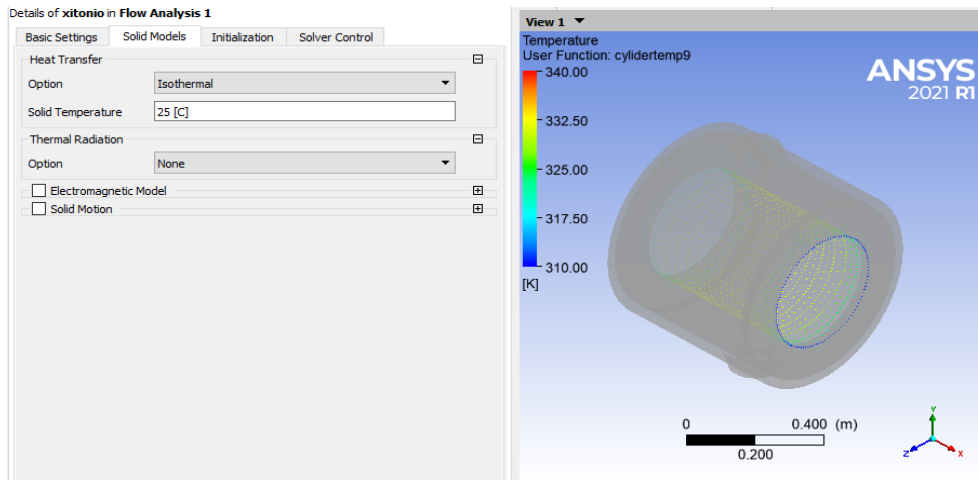 Details of xitonio in Flow Analysis 1
Basic Settings
Solid Models
Initialization
Solver Control
Heat Transfer
Option
Isothermal
Solid Temperature
25 [C]
Thermal Radiation
Option
None
Electromagnetic Model
Solid Motion
View 1
Temperature
User Function: cylidertemp9
340.00
332.50
325.00
317.50
310.00
[K]
ANSYS
2021 R1
0
0.400 (m)
0.200
Y
Z
X